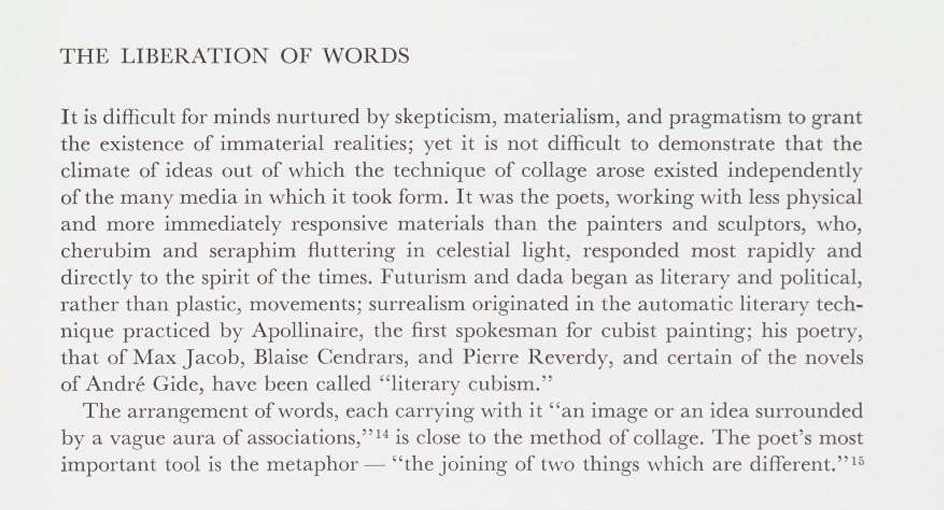 THE LIBERATION OF WORDS
It is difficult for minds nurtured by skepticism, materialism, and pragmatism to grant
the existence of immaterial realities; yet it is not difficult to demonstrate that the
climate of ideas out of which the technique of collage arose existed independently
of the many media in which it took form. It was the poets, working with less physical
and more immediately responsive materials than the painters and sculptors, who,
cherubim and seraphim fluttering in celestial light, responded most rapidly and
directly to the spirit of the times. Futurism and dada began as literary and political,
rather than plastic, movements; surrealism originated in the automatic literary tech-
nique practiced by Apollinaire, the first spokesman for cubist painting; his poetry,
that of Max Jacob, Blaise Cendrars, and Pierre Reverdy, and certain of the novels
of André Gide, have been called “literary cubism.”
The arrangement of words, each carrying with it “an image or an idea surrounded
by a vague aura of associations,”¹⁴ is close to the method of collage. The poet’s most
important tool is the metaphor — “the joining of two things which are different.”¹⁵